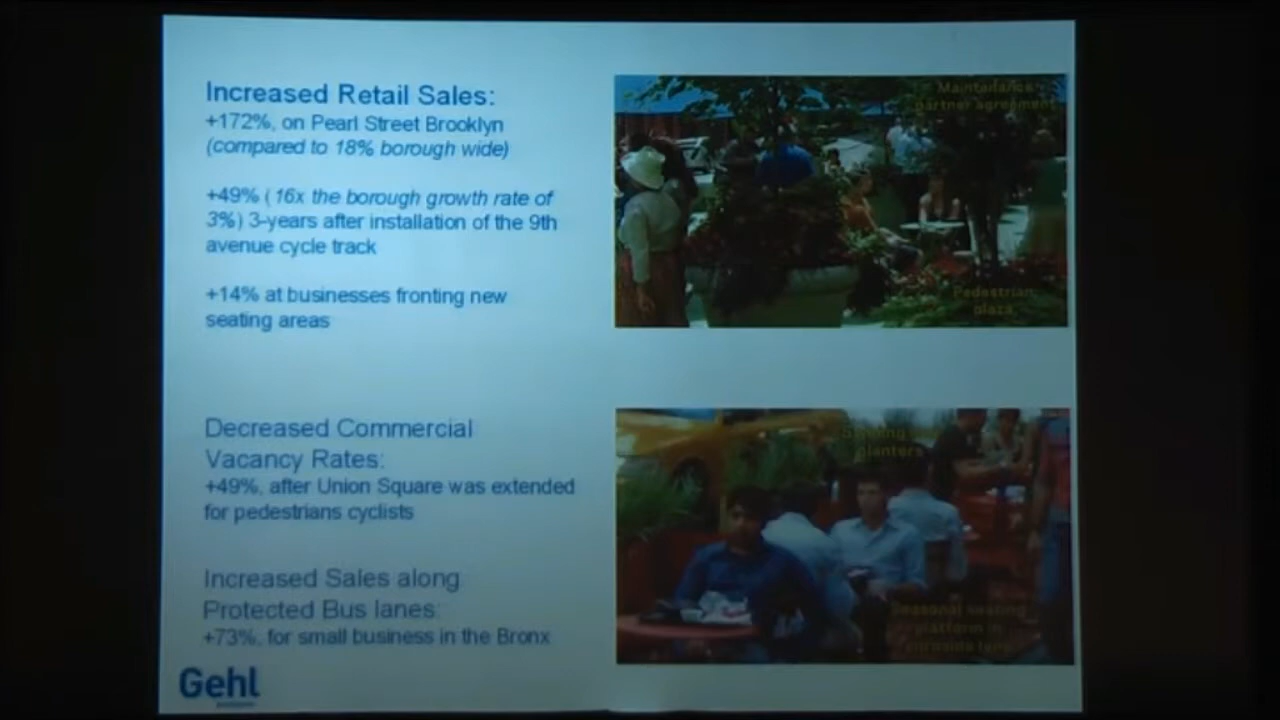 Increased Retail Sales:
+172%, on Pearl Street Brooklyn
(compared to 18% borough wide)
+49% ( 16x the borough growth rate of
3%) 3-years after installation of the 9th
avenue cycle track
+14% at businesses fronting new
seating areas
Decreased Commercial
Vacancy Rates:
+49%, after Union Square was extended
for pedestrians cyclists
Increased Sales along
Protected Bus lanes:
+73%, for small business in the Bronx
Gehl
Maintainance
partner agreement
Pedestrian
plaza
planters
Seasonal seating
platform in
curbside lane